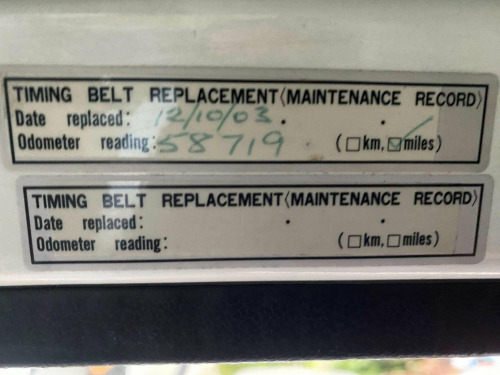 TIMING BELT REPLACEMENT(MAINTENANCE RECORD)
Date replaced: 12/10/03. .
Odometer reading: 58719 (□km, ☑miles)
TIMING BELT REPLACEMENT(MAINTENANCE RECORD)
Date replaced: . .
Odometer reading: (□km, □miles)